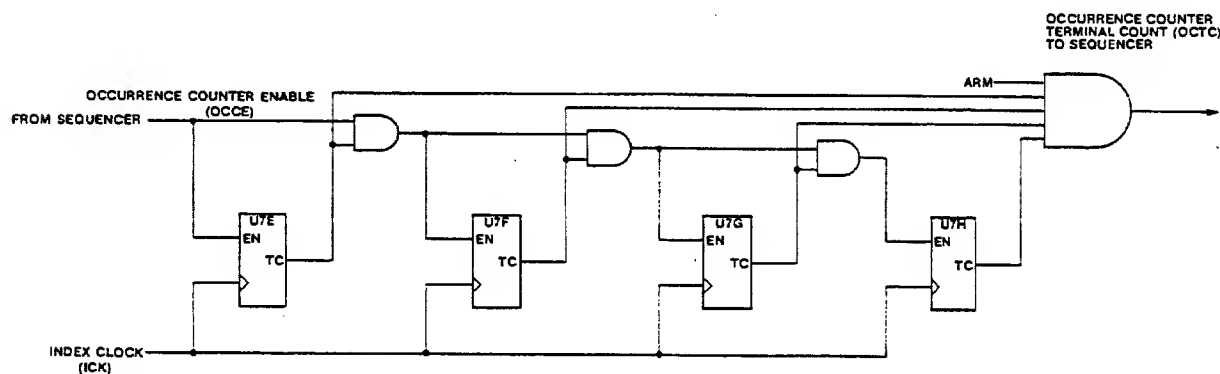 OCCURRENCE COUNTER
TERMINAL COUNT (OCTC)
TO SEQUENCER
ARM
OCCURRENCE COUNTER ENABLE
(OCCE)
FROM SEQUENCER
U7E
EN
TC
U7F
EN
TC
U7G
EN
TC
U7H
EN
TC
INDEX CLOCK
(ICK)